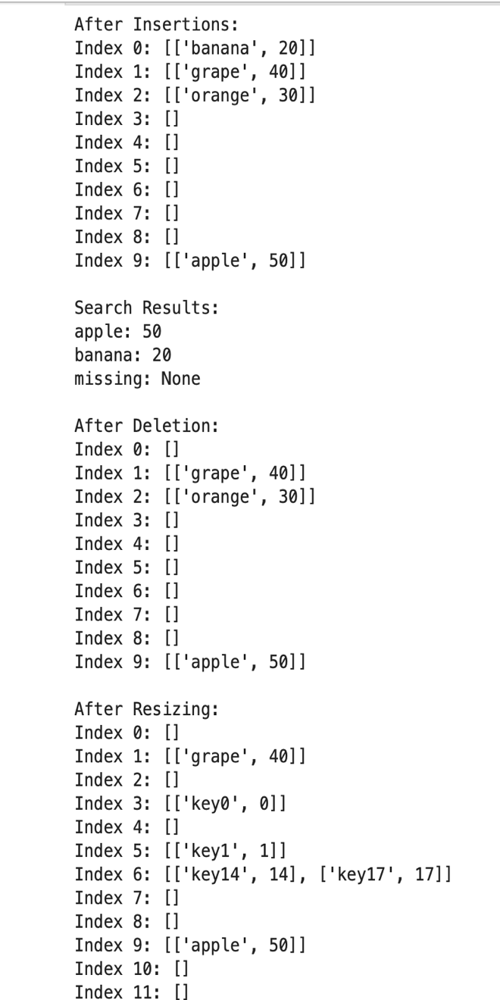 After Insertions:
Index 0: [['banana', 20]]
Index 1: [['grape', 40]]
Index 2: [['orange', 30]]
Index 3: []
Index 4: []
Index 5: []
Index 6: []
Index 7: []
Index 8: []
Index 9: [['apple', 50]]

Search Results:
apple: 50
banana: 20
missing: None

After Deletion:
Index 0: []
Index 1: [['grape', 40]]
Index 2: [['orange', 30]]
Index 3: []
Index 4: []
Index 5: []
Index 6: []
Index 7: []
Index 8: []
Index 9: [['apple', 50]]

After Resizing:
Index 0: []
Index 1: [['grape', 40]]
Index 2: []
Index 3: [['key0', 0]]
Index 4: []
Index 5: [['key1', 1]]
Index 6: [['key14', 14], ['key17', 17]]
Index 7: []
Index 8: []
Index 9: [['apple', 50]]
Index 10: []
Index 11: []